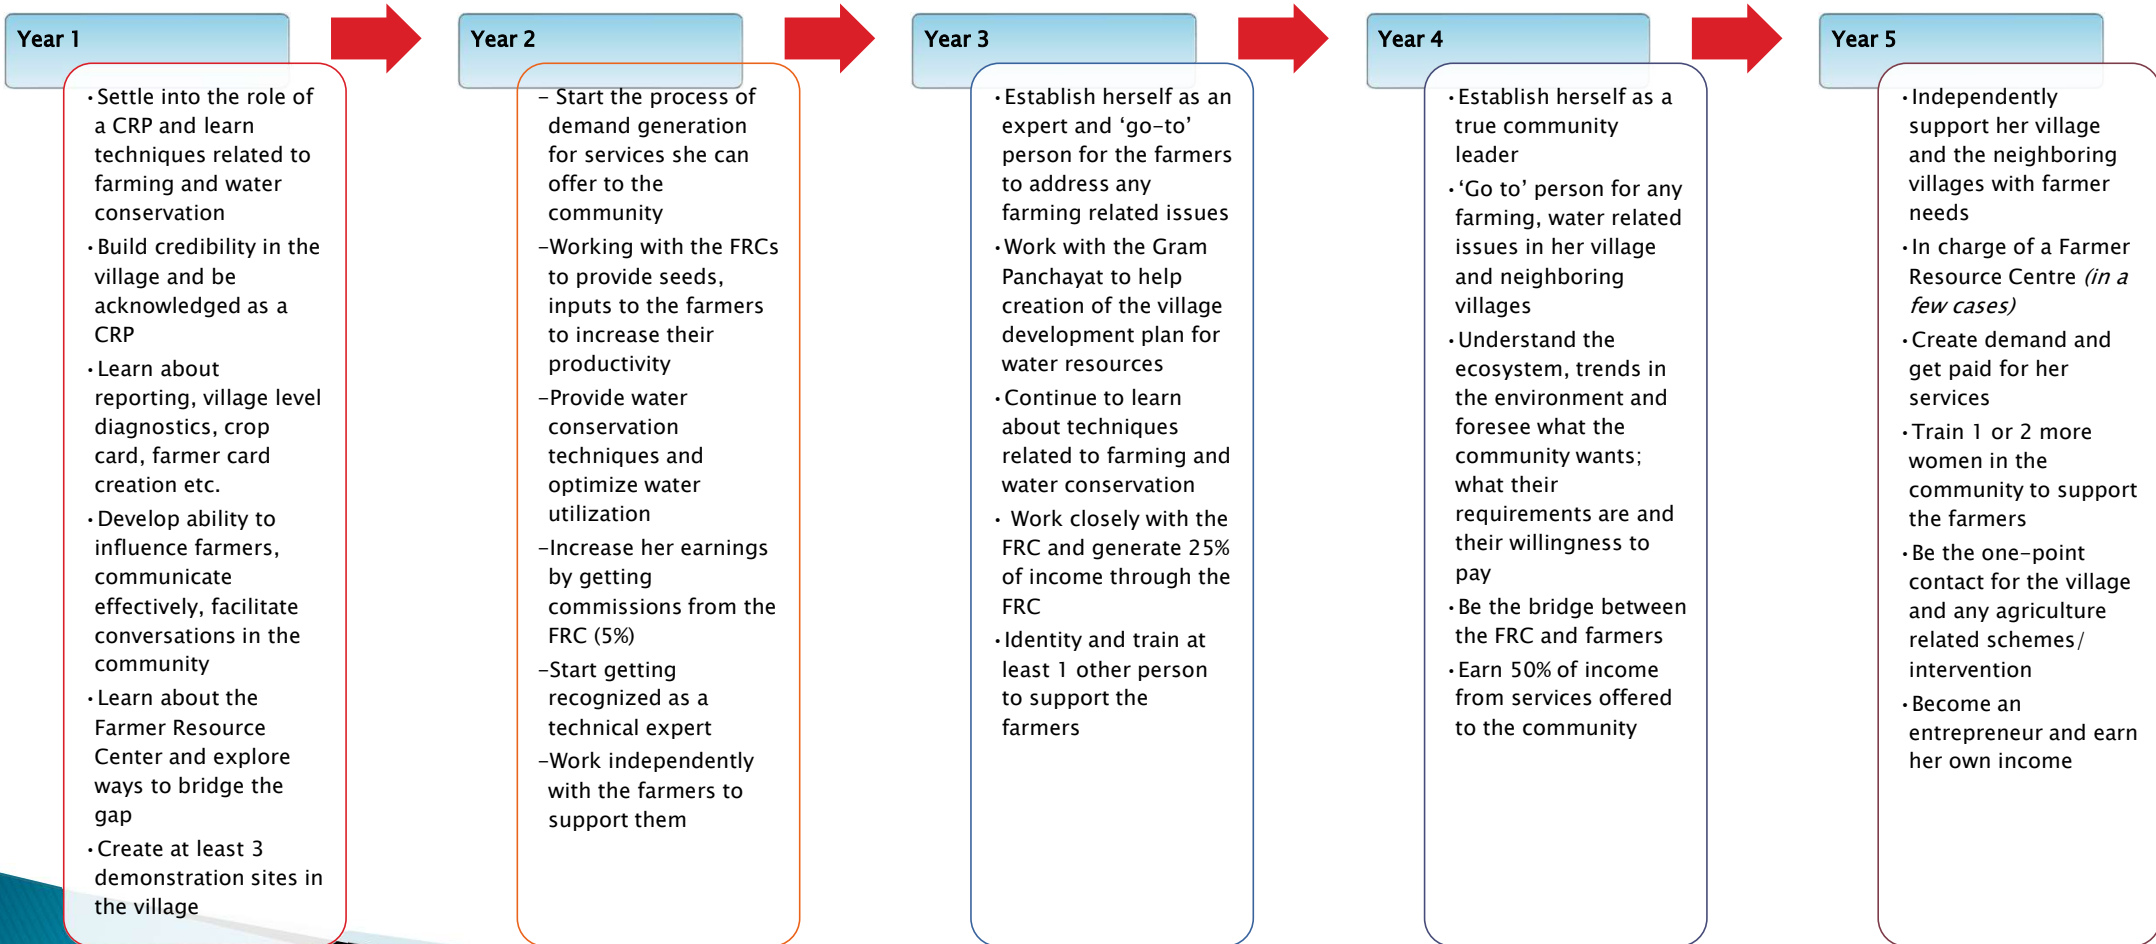 Year 1
·Settle into the role of
a CRP and learn
techniques related to
farming and water
conservation
·Build credibility in the
village and be
acknowledged as a
CRP
·Learn about
reporting, village level
diagnostics, crop
card, farmer card
creation etc.
·Develop ability to
influence farmers,
communicate
effectively, facilitate
conversations in the
community
·Learn about the
Farmer Resource
Center and explore
ways to bridge the
gap
·Create at least 3
demonstration sites in
the village
Year 2
– Start the process of
demand generation
for services she can
offer to the
community
–Working with the FRCs
to provide seeds,
inputs to the farmers
to increase their
productivity
–Provide water
conservation
techniques and
optimize water
utilization
–Increase her earnings
by getting
commissions from the
FRC (5%)
–Start getting
recognized as a
technical expert
–Work independently
with the farmers to
support them
Year 3
·Establish herself as an
expert and ‘go-to’
person for the farmers
to address any
farming related issues
·Work with the Gram
Panchayat to help
creation of the village
development plan for
water resources
·Continue to learn
about techniques
related to farming and
water conservation
· Work closely with the
FRC and generate 25%
of income through the
FRC
·Identity and train at
least 1 other person
to support the
farmers
Year 4
·Establish herself as a
true community
leader
·‘Go to’ person for any
farming, water related
issues in her village
and neighboring
villages
·Understand the
ecosystem, trends in
the environment and
foresee what the
community wants;
what their
requirements are and
their willingness to
pay
·Be the bridge between
the FRC and farmers
·Earn 50% of income
from services offered
to the community
Year 5
·Independently
support her village
and the neighboring
villages with farmer
needs
·In charge of a Farmer
Resource Centre (in a
few cases)
·Create demand and
get paid for her
services
·Train 1 or 2 more
women in the
community to support
the farmers
·Be the one-point
contact for the village
and any agriculture
related schemes/
intervention
·Become an
entrepreneur and earn
her own income